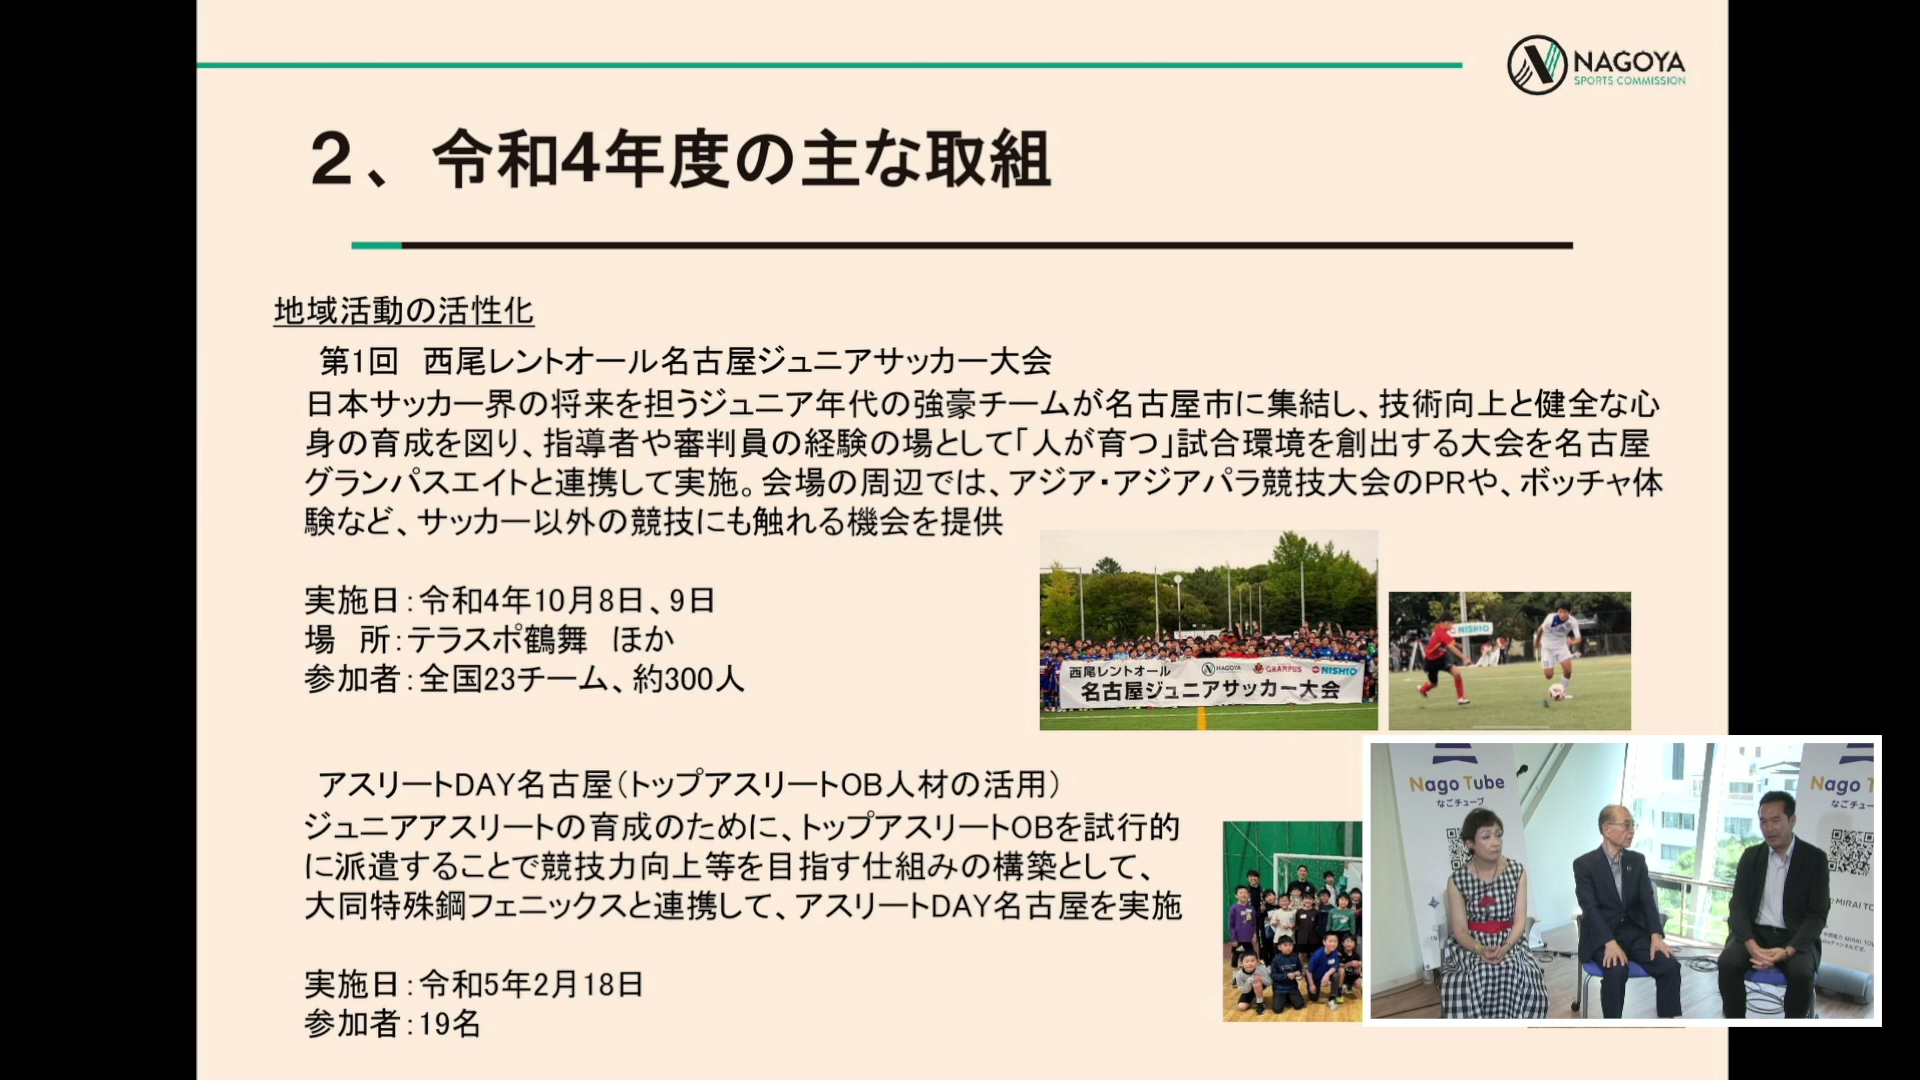 NAGOYA
SPORTS COMMISSION
2、令和4年度の主な取組
地域活動の活性化
第1回　西尾レントオール名古屋ジュニアサッカー大会
日本サッカー界の将来を担うジュニア年代の強豪チームが名古屋市に集結し、技術向上と健全な心
身の育成を図り、指導者や審判員の経験の場として「人が育つ」試合環境を創出する大会を名古屋
グランパスエイトと連携して実施。会場の周辺では、アジア・アジアパラ競技大会のPRや、ボッチャ体
験など、サッカー以外の競技にも触れる機会を提供
実施日：令和4年10月8日、9日
場　所：テラスポ鶴舞　ほか
参加者：全国23チーム、約300人
西尾レントオール NAGOYA GRAMPUS NISHIO
名古屋ジュニアサッカー大会
NISHIO
アスリートDAY名古屋（トップアスリートOB人材の活用）
ジュニアアスリートの育成のために、トップアスリートOBを試行的
に派遣することで競技力向上等を目指す仕組みの構築として、
大同特殊鋼フェニックスと連携して、アスリートDAY名古屋を実施
実施日：令和5年2月18日
参加者：19名
Nago Tube
なごチューブ
Nago T
なごチュー
MIRAI TO